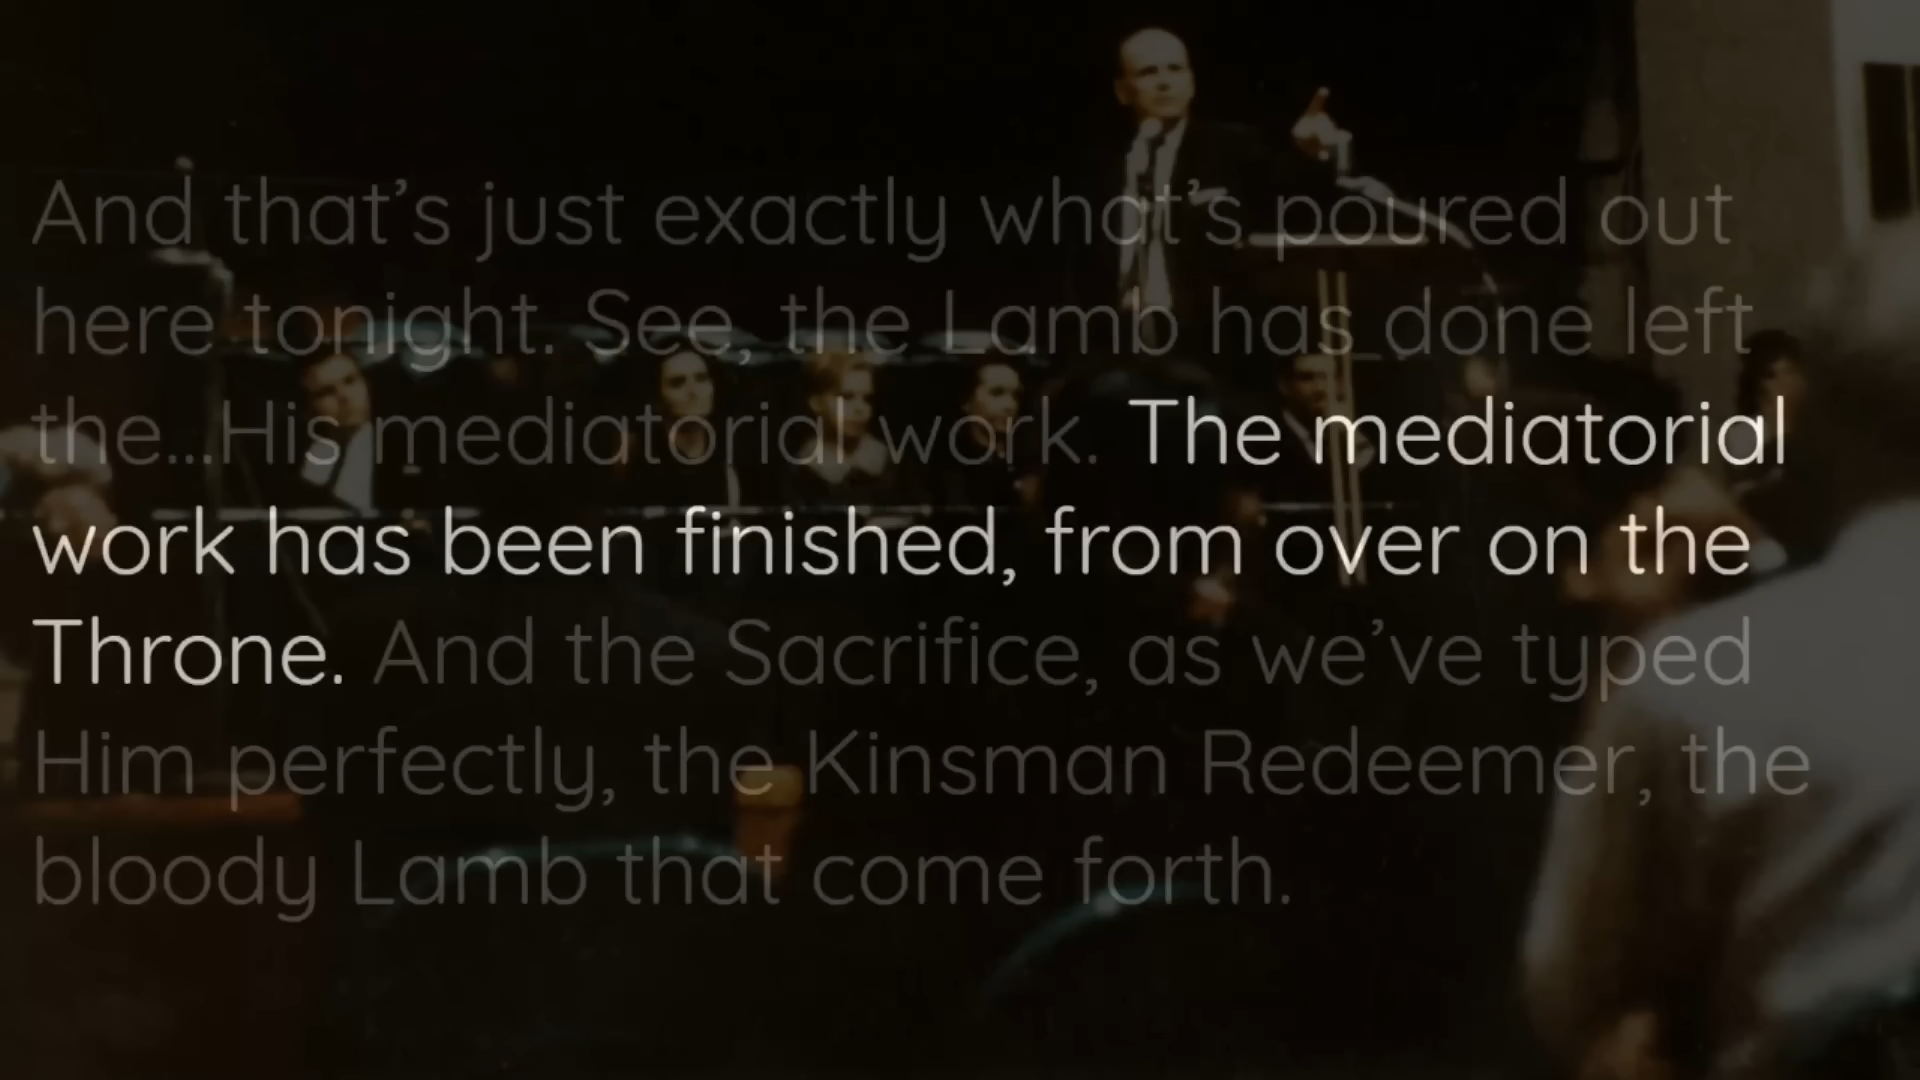 And that’s just exactly what’s poured out
here tonight. See, the Lamb has done left
the...His mediatorial work. The mediatorial
work has been finished, from over on the
Throne. And the Sacrifice, as we’ve typed
Him perfectly, the Kinsman Redeemer, the
bloody Lamb that come forth.